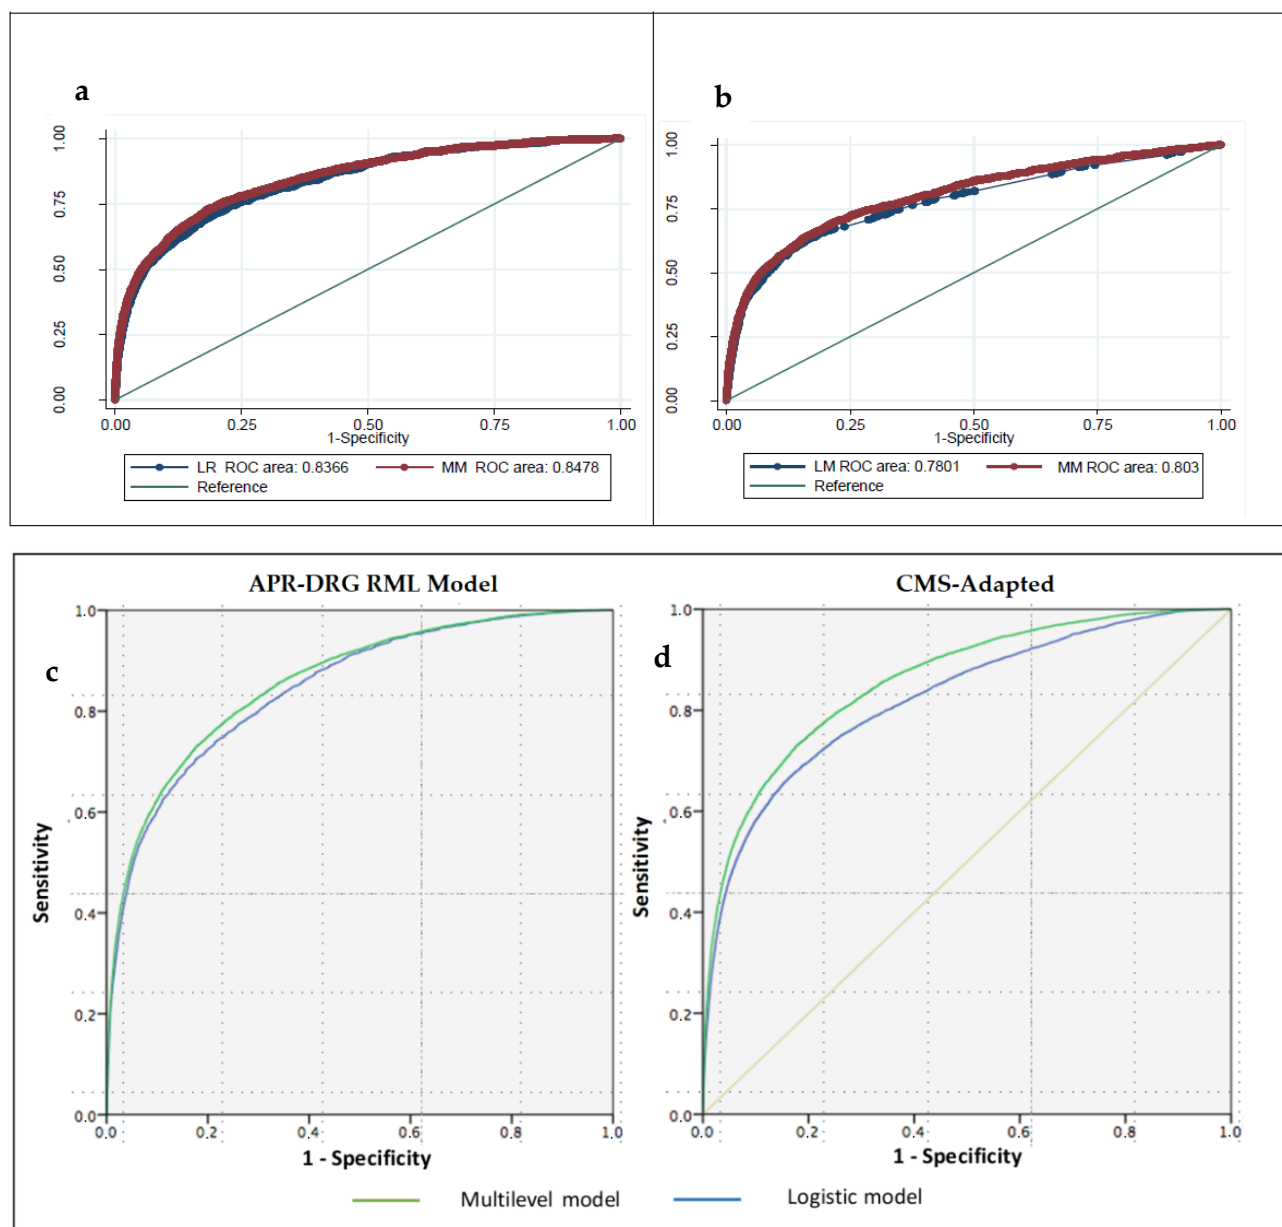 a
1.00
0.75
0.50
0.25
0.00
0.00 0.25 0.50 0.75 1.00
1-Specificity
LR ROC area: 0.8366 MM ROC area: 0.8478
Reference
b
1.00
0.75
0.50
0.25
0.00
0.00 0.25 0.50 0.75 1.00
1-Specificity
LM ROC area: 0.7801 MM ROC area: 0.803
Reference
APR-DRG RML Model
c
Sensitivity
1.0
0.8
0.6
0.4
0.2
0.0
0.0 0.2 0.4 0.6 0.8 1.0
1 - Specificity
CMS-Adapted
d
Sensitivity
1.0
0.8
0.6
0.4
0.2
0.0
0.0 0.2 0.4 0.6 0.8 1.0
1 - Specificity
Multilevel model Logistic model